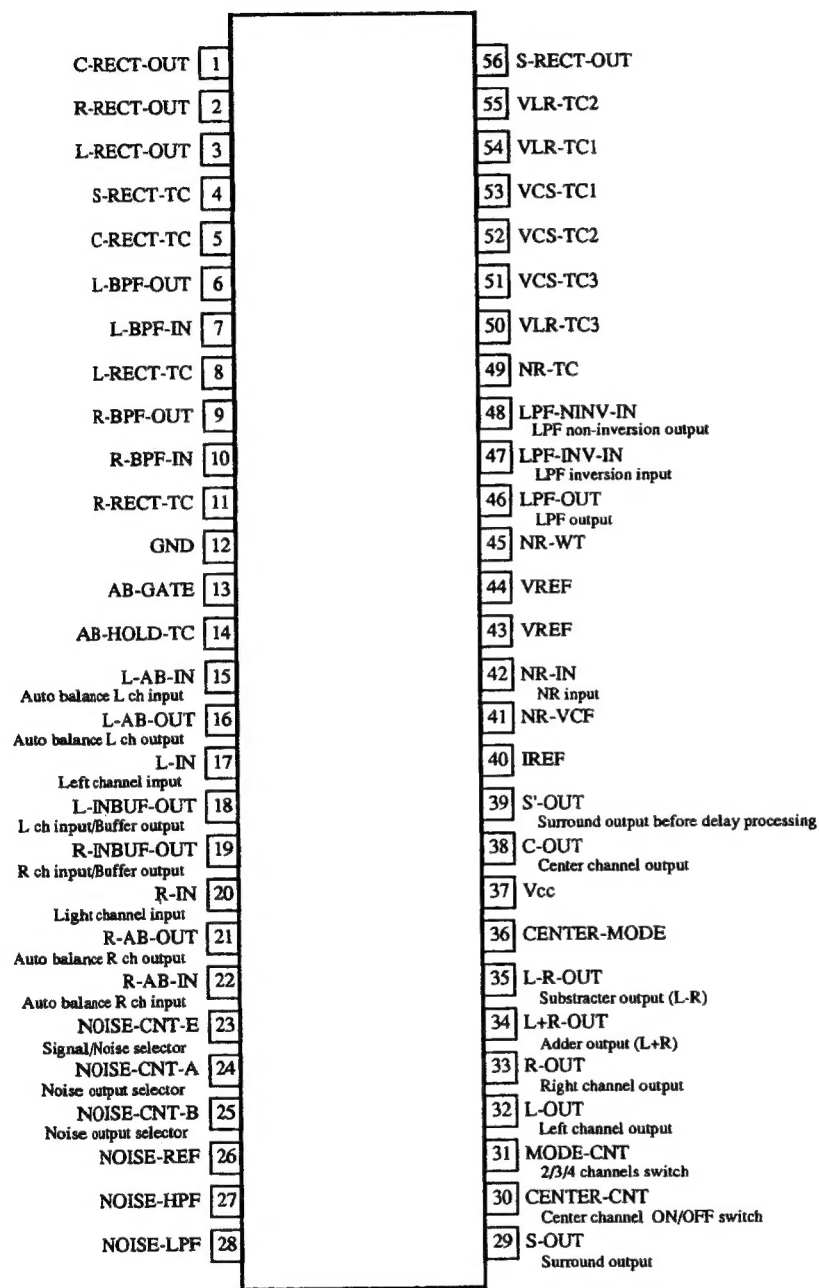 C-RECT-OUT 1
R-RECT-OUT 2
L-RECT-OUT 3
S-RECT-TC 4
C-RECT-TC 5
L-BPF-OUT 6
L-BPF-IN 7
L-RECT-TC 8
R-BPF-OUT 9
R-BPF-IN 10
R-RECT-TC 11
GND 12
AB-GATE 13
AB-HOLD-TC 14
L-AB-IN 15
Auto balance L ch input
L-AB-OUT 16
Auto balance L ch output
L-IN 17
Left channel input
L-INBUF-OUT 18
L ch input/Buffer output
R-INBUF-OUT 19
R ch input/Buffer output
R-IN 20
Light channel input
R-AB-OUT 21
Auto balance R ch output
R-AB-IN 22
Auto balance R ch input
NOISE-CNT-E 23
Signal/Noise selector
NOISE-CNT-A 24
Noise output selector
NOISE-CNT-B 25
Noise output selector
NOISE-REF 26
NOISE-HPF 27
NOISE-LPF 28
56 S-RECT-OUT
55 VLR-TC2
54 VLR-TC1
53 VCS-TC1
52 VCS-TC2
51 VCS-TC3
50 VLR-TC3
49 NR-TC
48 LPF-NINV-IN
LPF non-inversion output
47 LPF-INV-IN
LPF inversion input
46 LPF-OUT
LPF output
45 NR-WT
44 VREF
43 VREF
42 NR-IN
NR input
41 NR-VCF
40 IREF
39 S'-OUT
Surround output before delay processing
38 C-OUT
Center channel output
37 Vcc
36 CENTER-MODE
35 L-R-OUT
Substracter output (L-R)
34 L+R-OUT
Adder output (L+R)
33 R-OUT
Right channel output
32 L-OUT
Left channel output
31 MODE-CNT
2/3/4 channels switch
30 CENTER-CNT
Center channel ON/OFF switch
29 S-OUT
Surround output